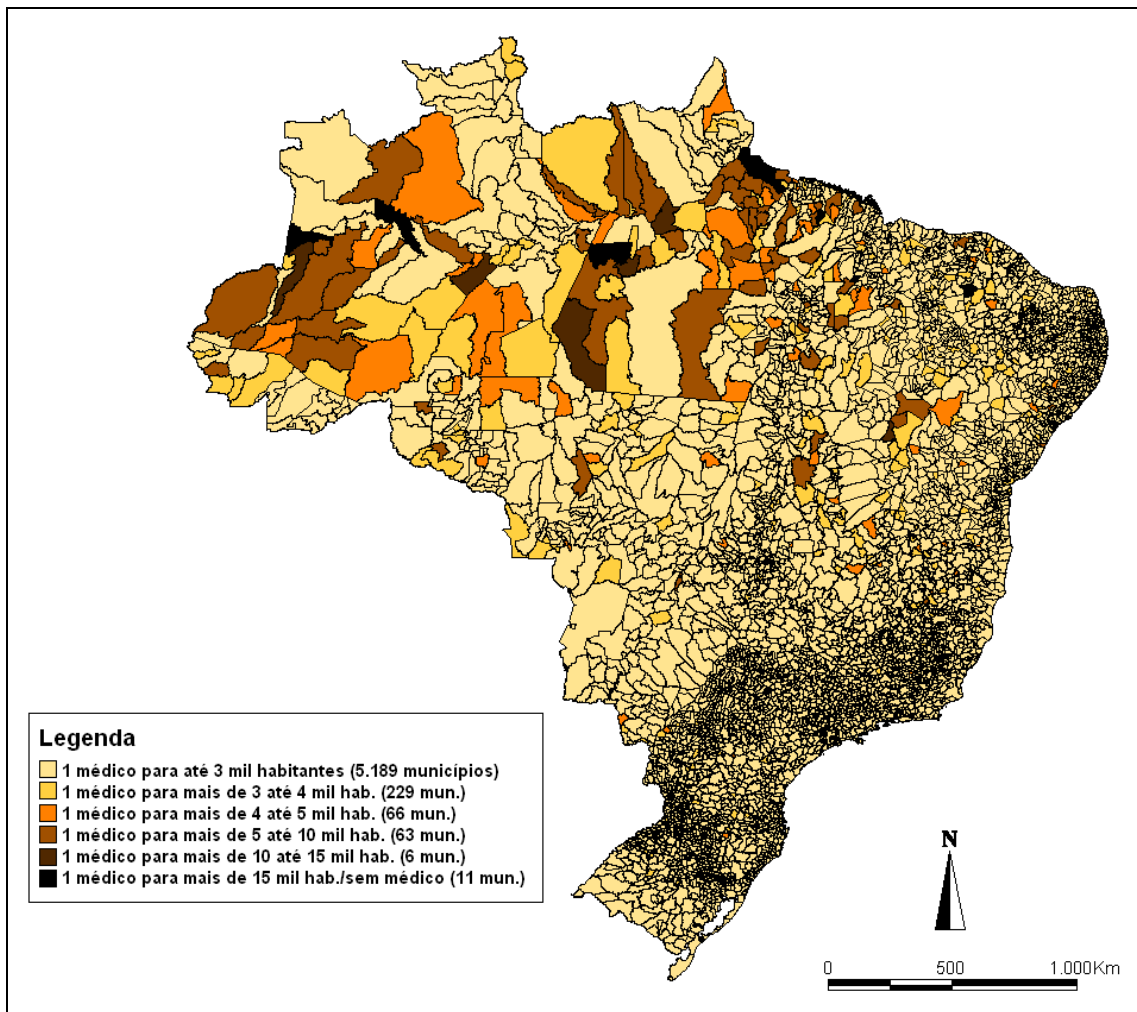 Legenda
1 médico para até 3 mil habitantes (5.189 municípios)
1 médico para mais de 3 até 4 mil hab. (229 mun.)
1 médico para mais de 4 até 5 mil hab. (66 mun.)
1 médico para mais de 5 até 10 mil hab. (63 mun.)
1 médico para mais de 10 até 15 mil hab. (6 mun.)
1 médico para mais de 15 mil hab./sem médico (11 mun.)
N
0 500 1.000Km